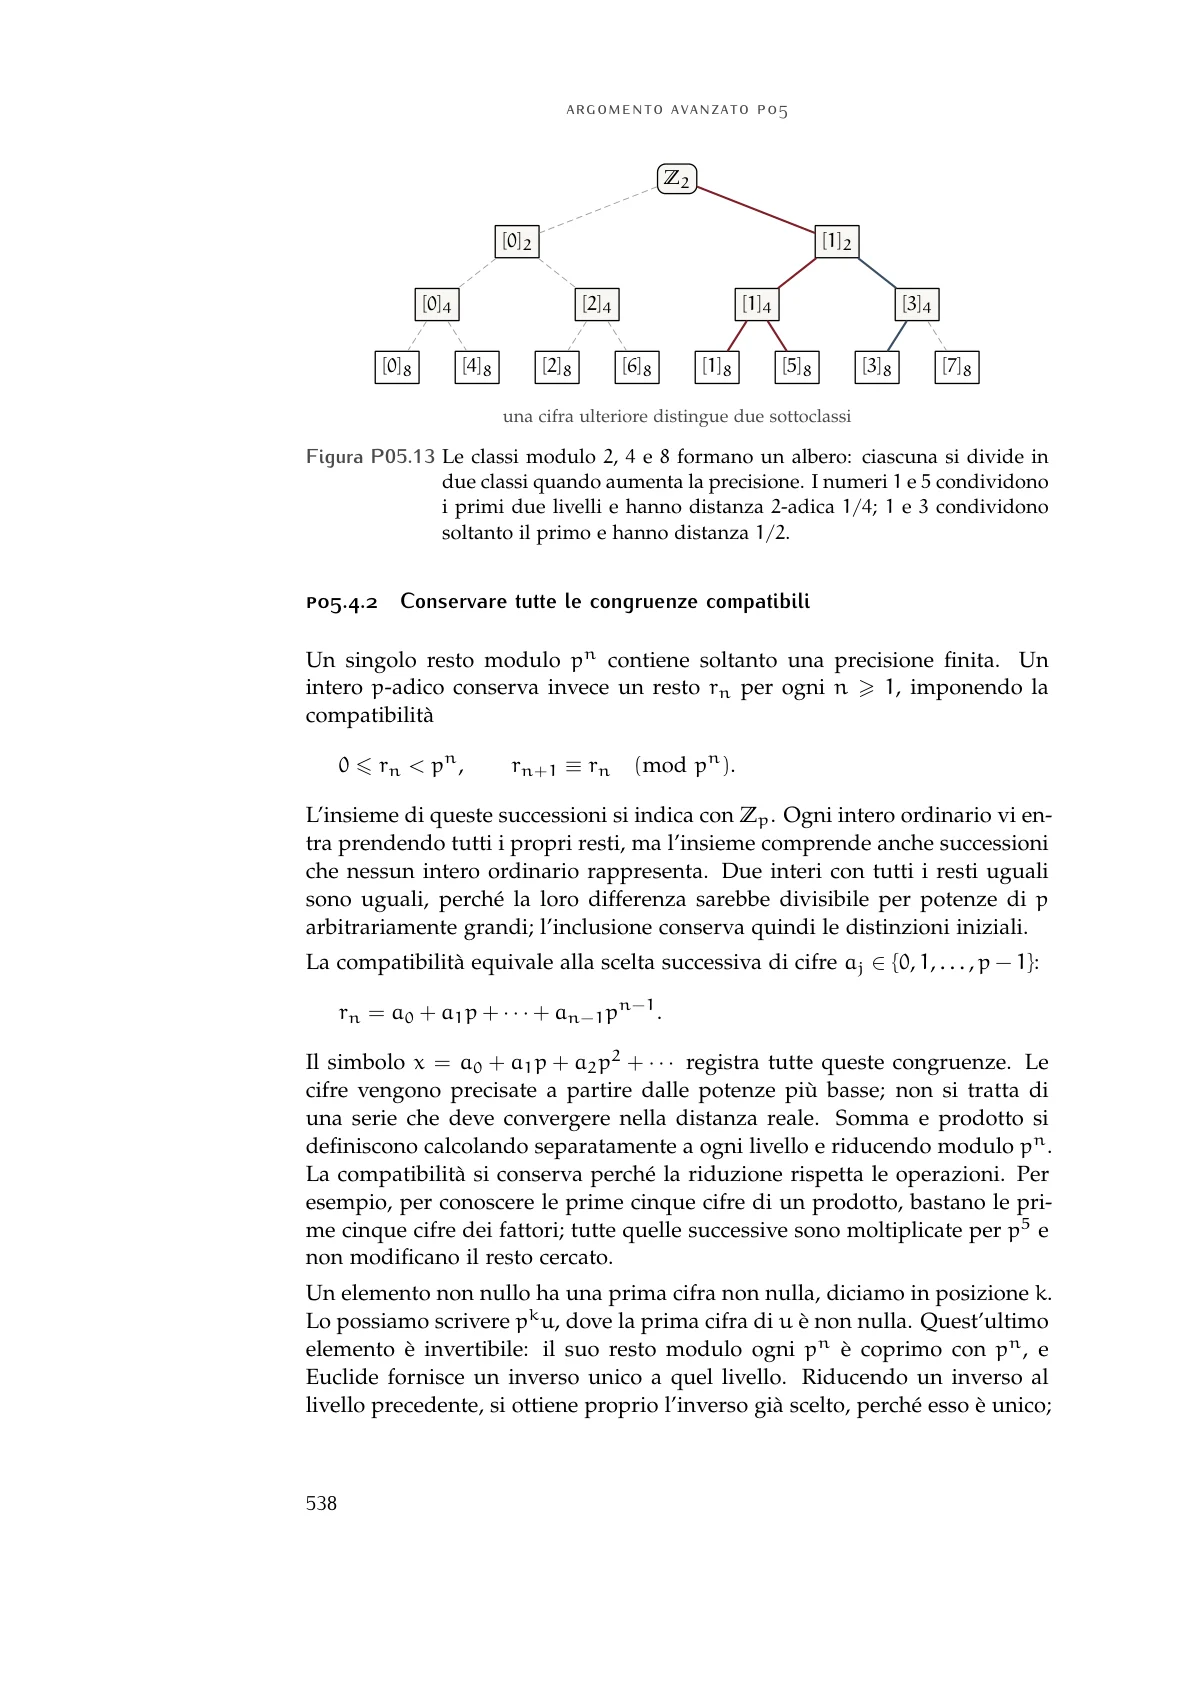 ARGOMENTO AVANZATO P05
ℤ₂
[0]₂ [1]₂
[0]₄ [2]₄ [1]₄ [3]₄
[0]₈ [4]₈ [2]₈ [6]₈ [1]₈ [5]₈ [3]₈ [7]₈
una cifra ulteriore distingue due sottoclassi
Figura P05.13 Le classi modulo 2, 4 e 8 formano un albero: ciascuna si divide in
due classi quando aumenta la precisione. I numeri 1 e 5 condividono
i primi due livelli e hanno distanza 2-adica 1/4; 1 e 3 condividono
soltanto il primo e hanno distanza 1/2.
P05.4.2 Conservare tutte le congruenze compatibili
Un singolo resto modulo pⁿ contiene soltanto una precisione finita. Un
intero p-adico conserva invece un resto rₙ per ogni n ⩾ 1, imponendo la
compatibilità
0 ⩽ rₙ < pⁿ, rₙ₊₁ ≡ rₙ (mod pⁿ).
L'insieme di queste successioni si indica con ℤₚ. Ogni intero ordinario vi en-
tra prendendo tutti i propri resti, ma l'insieme comprende anche successioni
che nessun intero ordinario rappresenta. Due interi con tutti i resti uguali
sono uguali, perché la loro differenza sarebbe divisibile per potenze di p
arbitrariamente grandi; l'inclusione conserva quindi le distinzioni iniziali.
La compatibilità equivale alla scelta successiva di cifre aⱼ ∈ {0, 1, . . . , p − 1}:
rₙ = a₀ + a₁p + · · · + aₙ₋₁pⁿ⁻¹.
Il simbolo x = a₀ + a₁p + a₂p² + · · · registra tutte queste congruenze. Le
cifre vengono precisate a partire dalle potenze più basse; non si tratta di
una serie che deve convergere nella distanza reale. Somma e prodotto si
definiscono calcolando separatamente a ogni livello e riducendo modulo pⁿ.
La compatibilità si conserva perché la riduzione rispetta le operazioni. Per
esempio, per conoscere le prime cinque cifre di un prodotto, bastano le pri-
me cinque cifre dei fattori; tutte quelle successive sono moltiplicate per p⁵ e
non modificano il resto cercato.
Un elemento non nullo ha una prima cifra non nulla, diciamo in posizione k.
Lo possiamo scrivere pᵏu, dove la prima cifra di u è non nulla. Quest'ultimo
elemento è invertibile: il suo resto modulo ogni pⁿ è coprimo con pⁿ, e
Euclide fornisce un inverso unico a quel livello. Riducendo un inverso al
livello precedente, si ottiene proprio l'inverso già scelto, perché esso è unico;
538